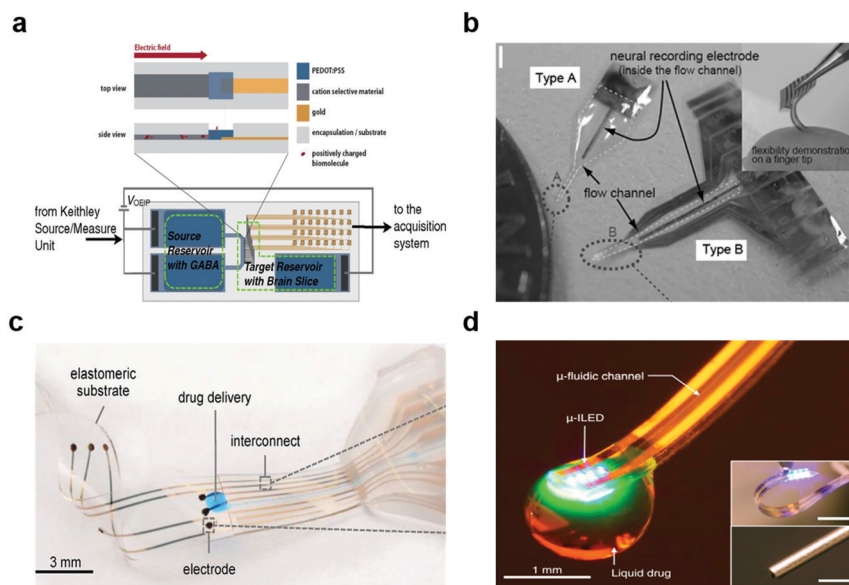 a
Electric field
top view
side view
PEDOT:PSS
cation selective material
gold
encapsulation / substrate
positively charged
biomolecule
VOEIP
from Keithley
Source/Measure
Unit
Source
Reservoir
with GABA
Target Reservoir
with Brain Slice
to the
acquisition
system
b
neural recording electrode
(inside the flow channel)
Type A
flexibility demonstration
on a finger tip
A
flow channel
B
Type B
c
elastomeric
substrate
drug delivery
interconnect
3 mm
electrode
d
μ-fluidic channel
μ-ILED
1 mm
Liquid drug